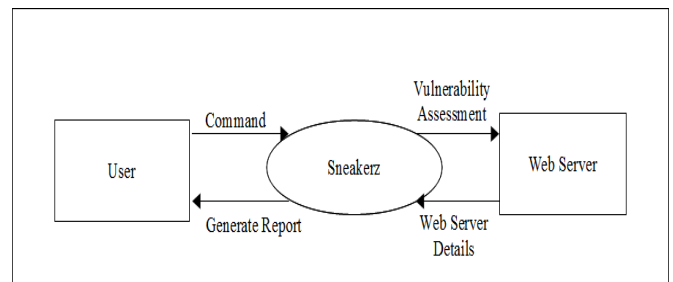 Vulnerability
Assessment
Command
User
Sneakerz
Web Server
Generate Report
Web Server
Details